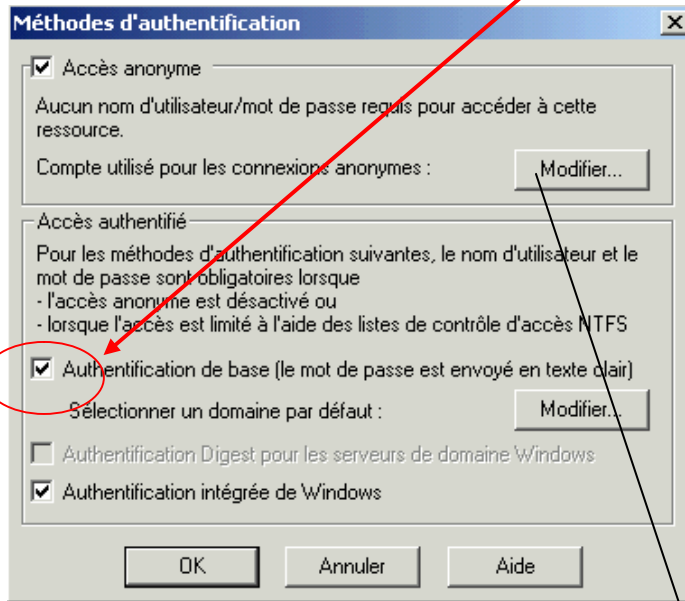 Méthodes d'authentification
Accès anonyme
Aucun nom d'utilisateur/mot de passe requis pour accéder à cette
ressource.
Compte utilisé pour les connexions anonymes :
Modifier...
Accès authentifié
Pour les méthodes d'authentification suivantes, le nom d'utilisateur et le
mot de passe sont obligatoires lorsque
- l'accès anonyme est désactivé ou
- lorsque l'accès est limité à l'aide des listes de contrôle d'accès NTFS
Authentification de base (le mot de passe est envoyé en texte clair)
Sélectionner un domaine par défaut :
Modifier...
Authentification Digest pour les serveurs de domaine Windows
Authentification intégrée de Windows
OK
Annuler
Aide